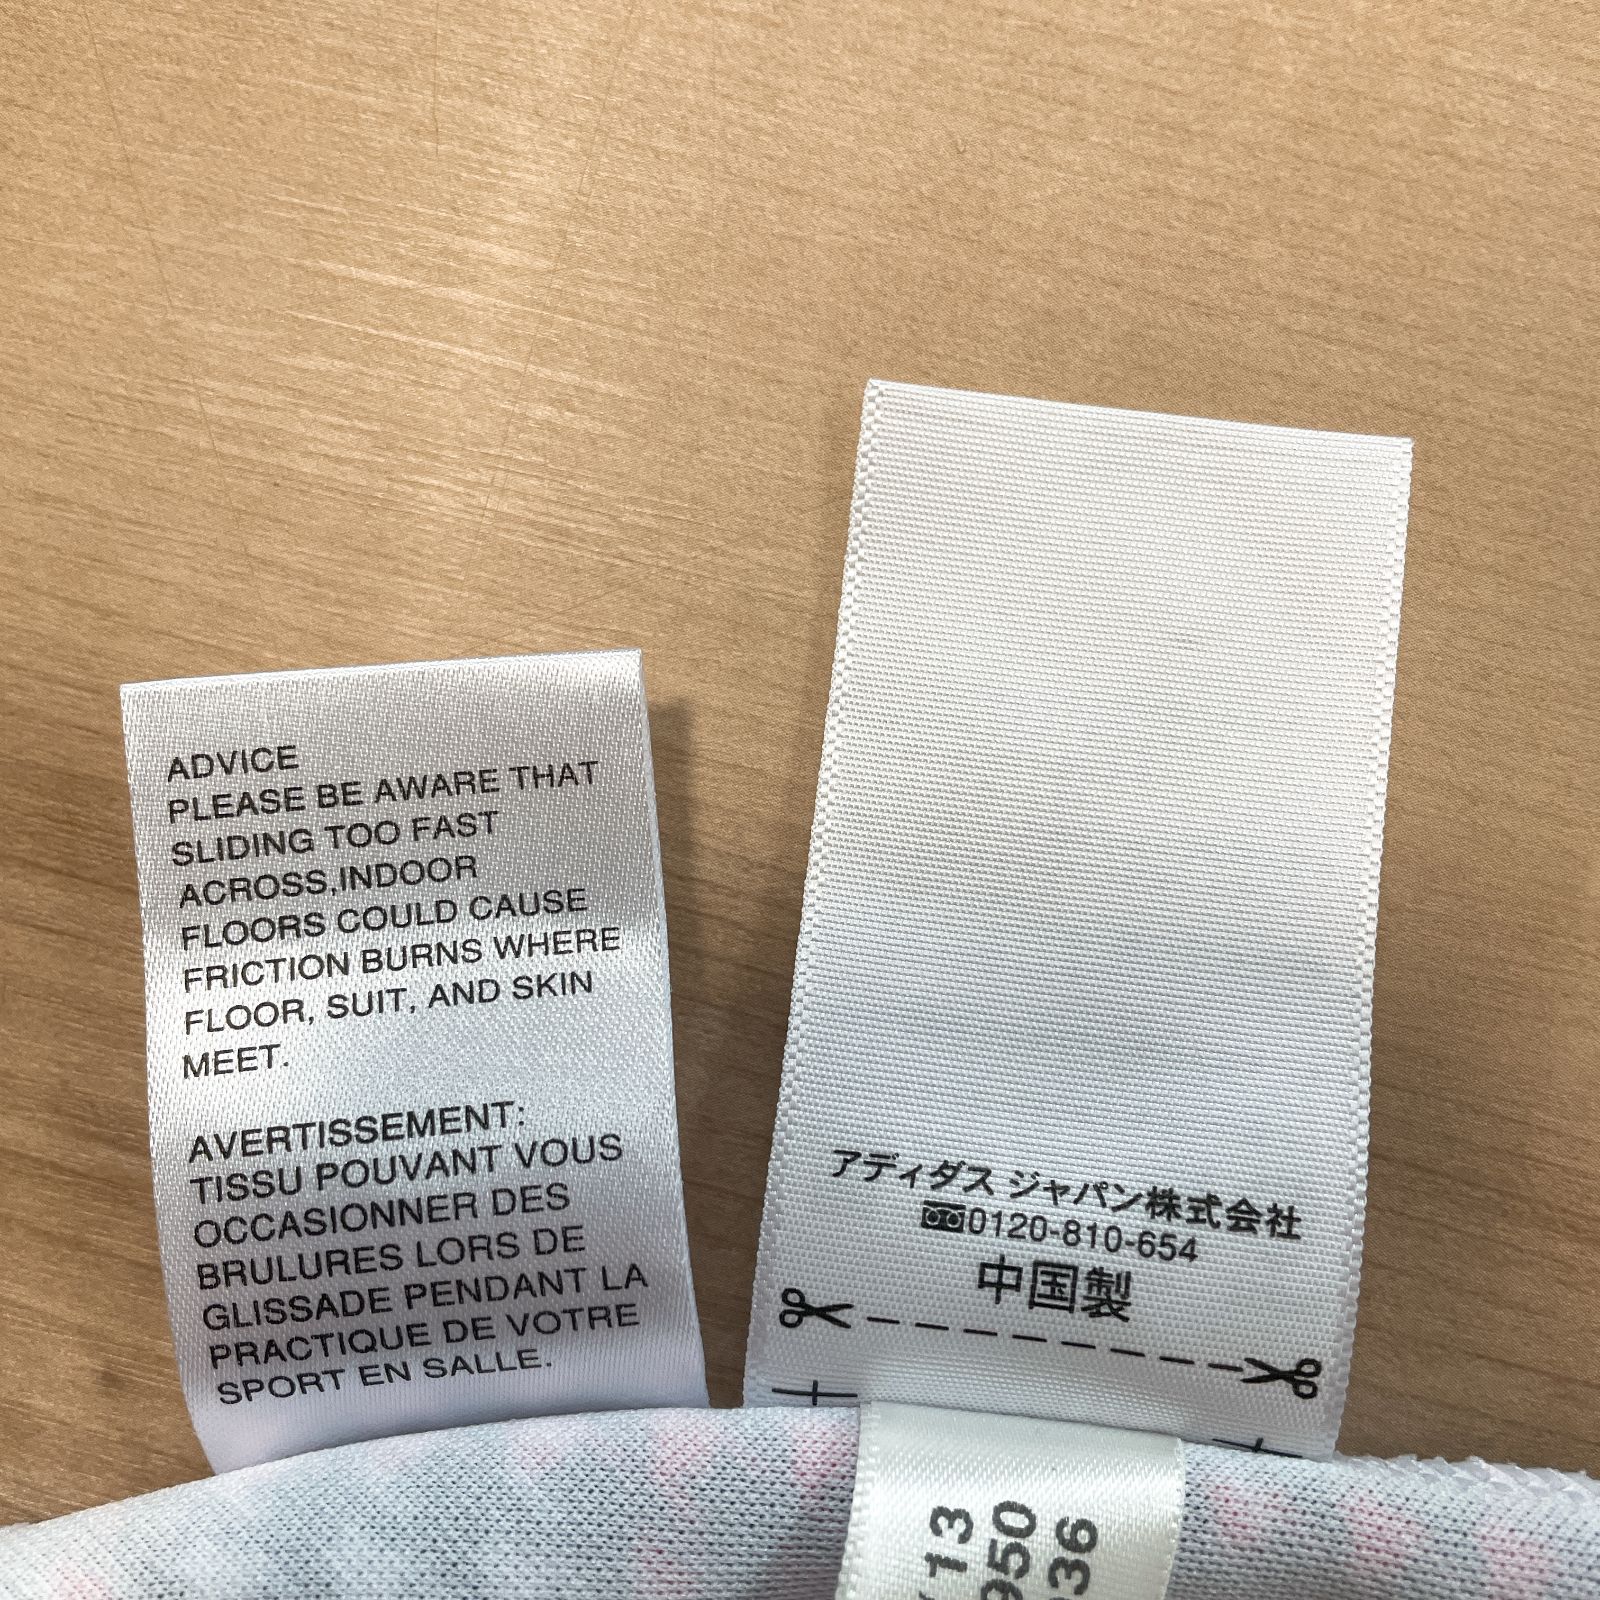 ADVICE
PLEASE BE AWARE THAT
SLIDING TOO FAST
ACROSS,INDOOR
FLOORS COULD CAUSE
FRICTION BURNS WHERE
FLOOR, SUIT, AND SKIN
MEET.
AVERTISSEMENT:
TISSU POUVANT VOUS
OCCASIONNER DES
BRULURES LORS DE
GLISSADE PENDANT LA
PRACTIQUE DE VOTRE
SPORT EN SALLE.
アディダス ジャパン株式会社
0120-810-654
中国製
13
950
36